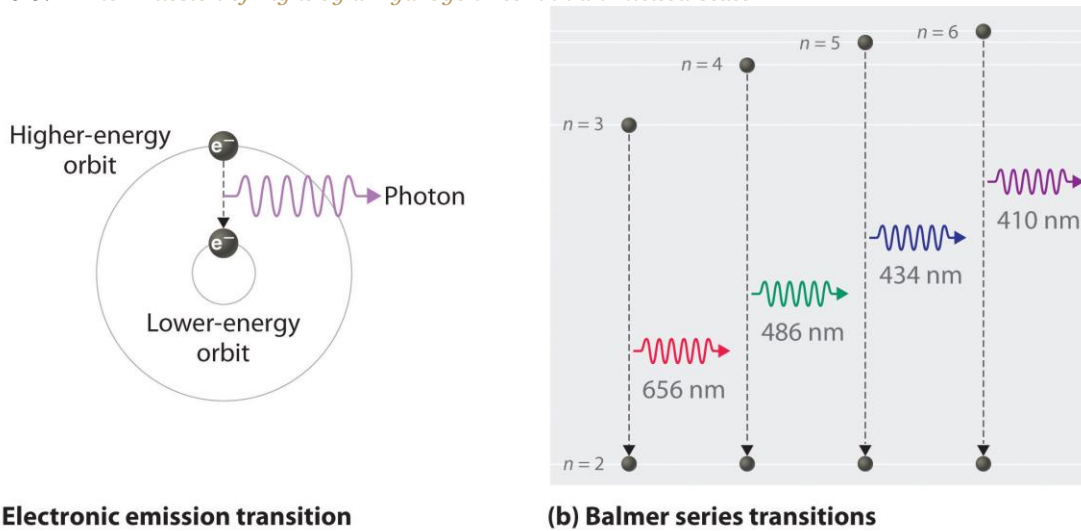 Higher-energy
orbit
e⁻
Photon
e⁻
Lower-energy
orbit
Electronic emission transition
n = 6
n = 5
n = 4
n = 3
410 nm
434 nm
486 nm
656 nm
n = 2
(b) Balmer series transitions